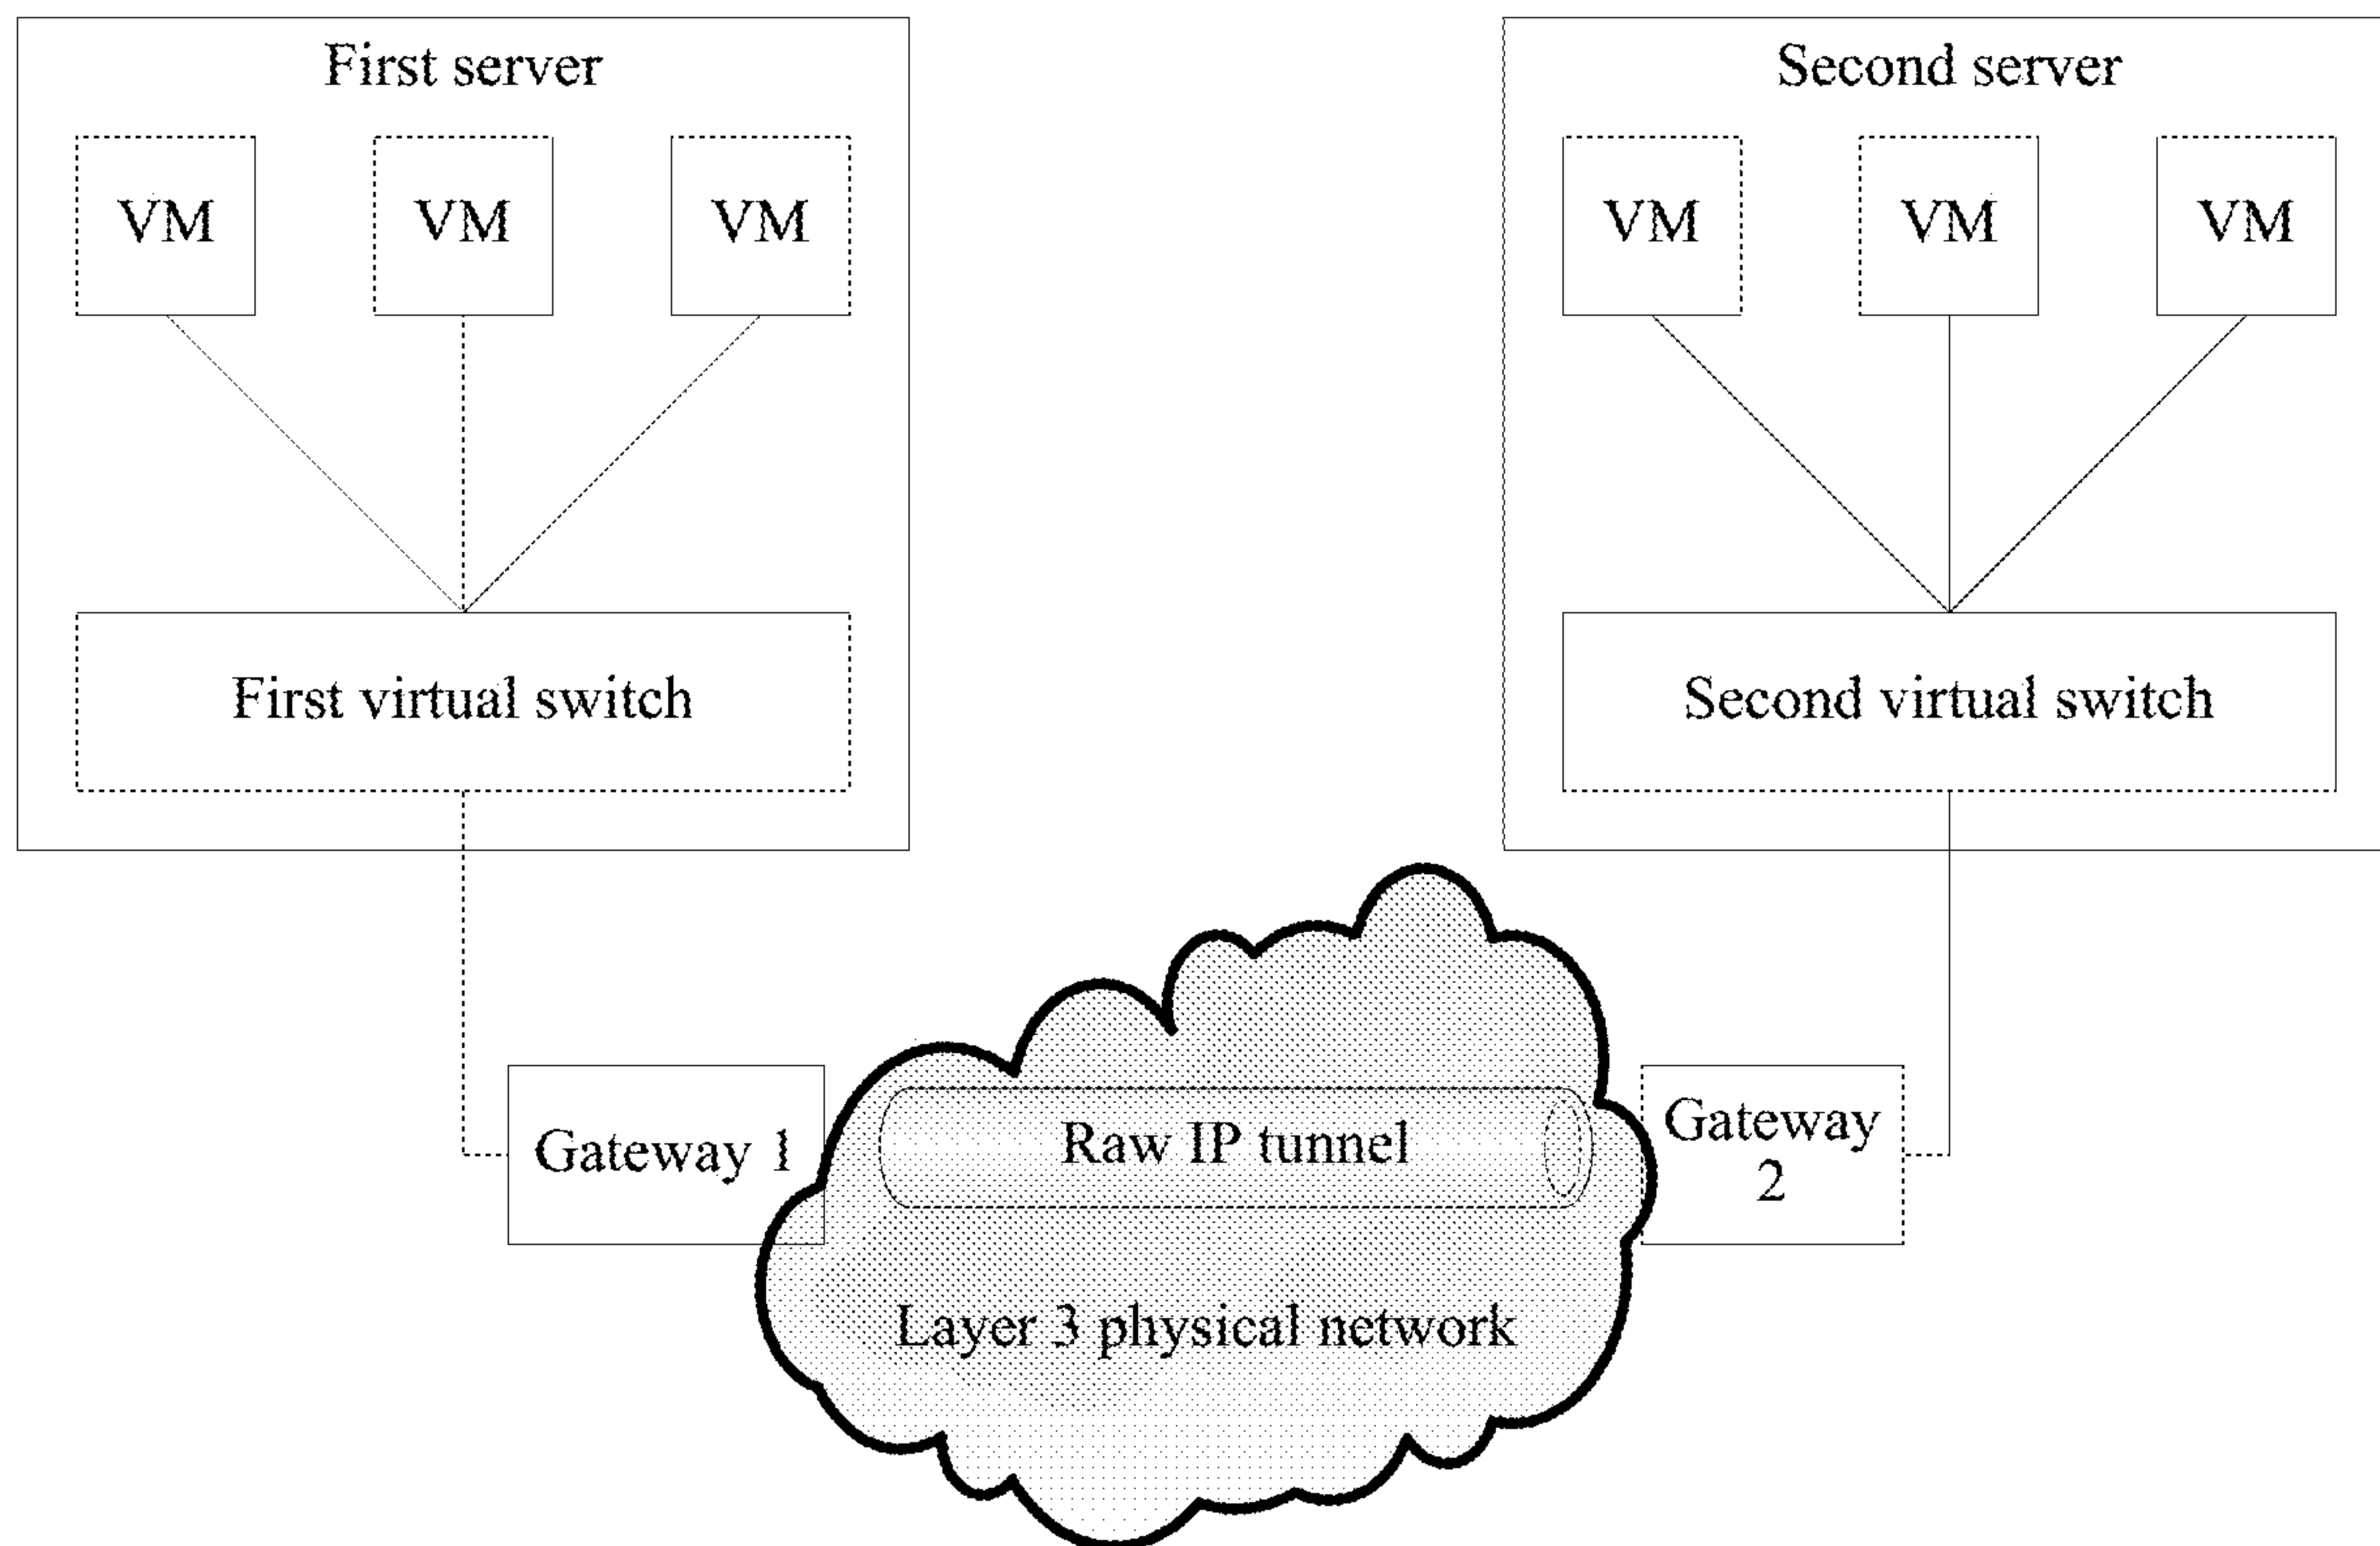 First server
Second server
VM
VM
VM
VM
VM
VM
First virtual switch
Second virtual switch
Gateway 1
Raw IP tunnel
Gateway
2
Layer 3 physical network